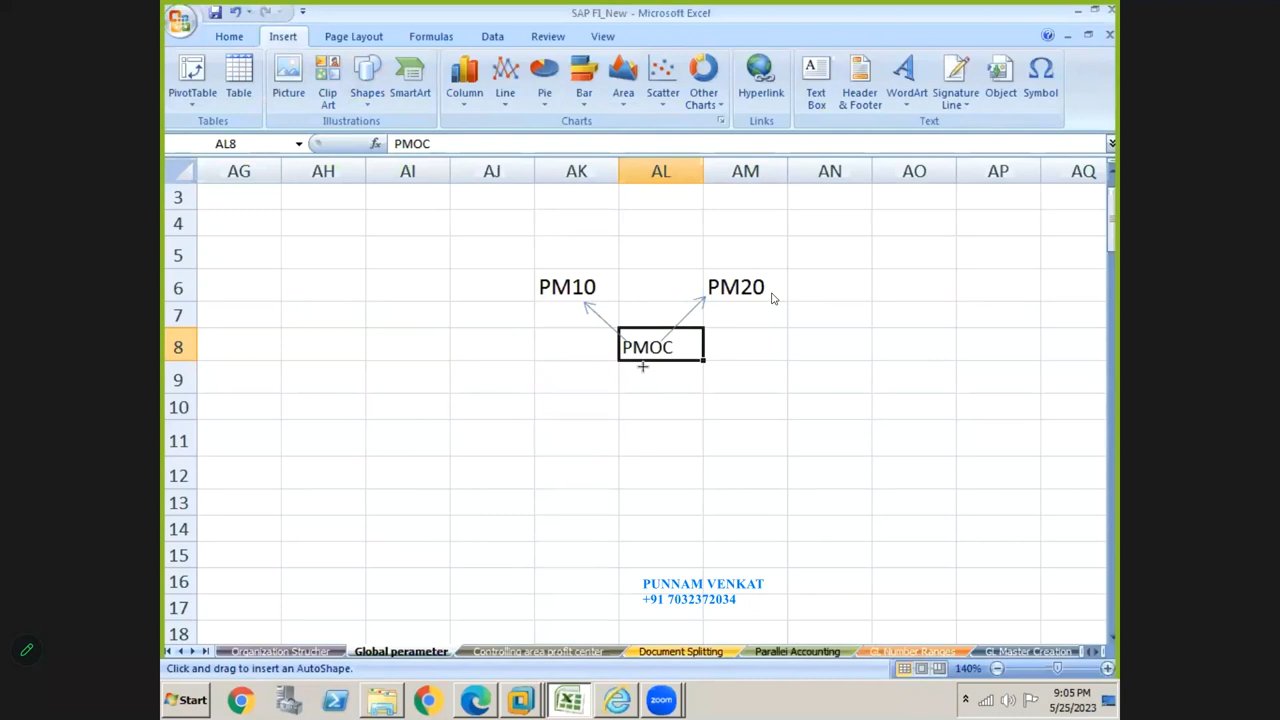 SAP FI_New - Microsoft Excel
Home Insert Page Layout Formulas Data Review View
PivotTable Table Picture Clip Art Shapes SmartArt Column Line Pie Bar Area Scatter Other Charts Hyperlink Text Box Header & Footer WordArt Signature Line Object Symbol
Tables Illustrations Charts Links Text
AL8 fx PMOC
AG AH AI AJ AK AL AM AN AO AP AQ
3
4
5
6 PM10 PM20
7
8 PMOC
9
10
11
12
13
14
15
16 PUNNAM VENKAT
17 +91 7032372034
18
Organization Strucher Global perameter Controlling area profit center Document Splitting Parallel Accounting GL Number Ranges GL Master Creation
Click and drag to insert an AutoShape. 140%
Start zoom 9:05 PM
5/25/2023